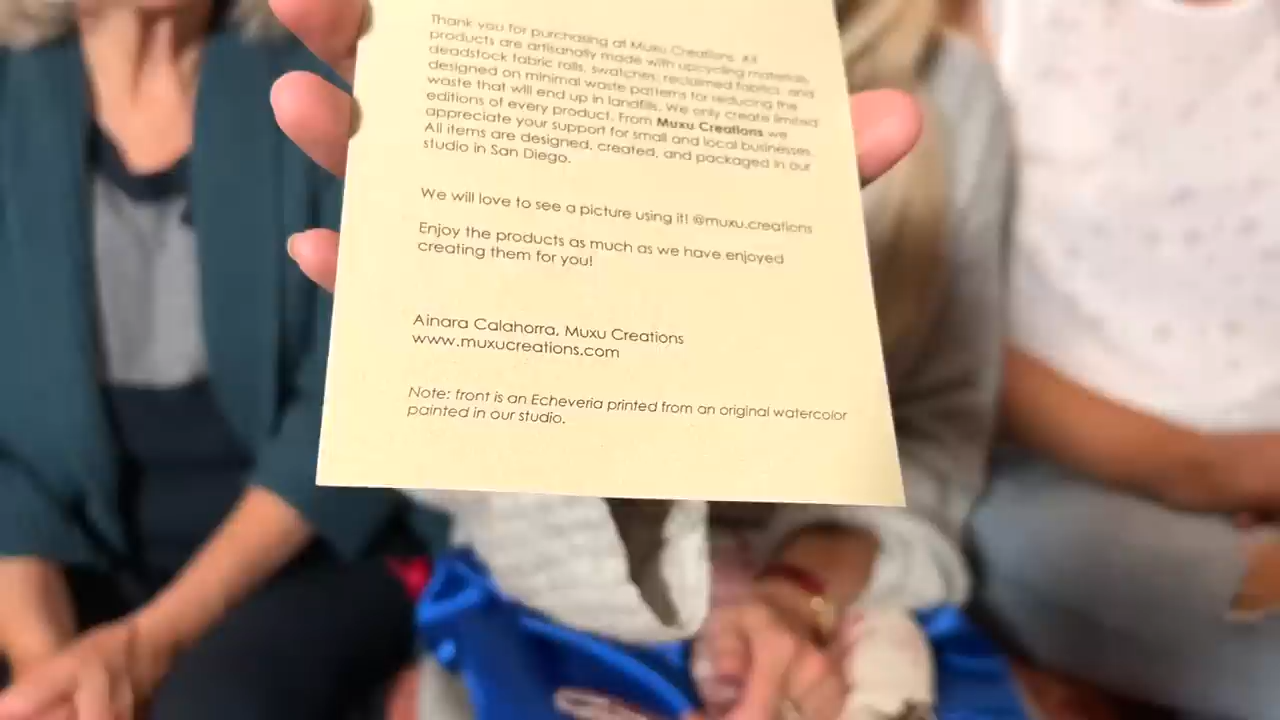 Thank you for purchasing at Muxu Creations. All
products are artisanally made with upcycling materials,
deadstock fabric rolls, swatches, reclaimed fabrics, and
designed on minimal waste patterns for reducing the
waste that will end up in landfills. We only create limited
editions of every product. From Muxu Creations we
appreciate your support for small and local businesses.
All items are designed, created, and packaged in our
studio in San Diego.
We will love to see a picture using it! @muxu.creations
Enjoy the products as much as we have enjoyed
creating them for you!
Ainara Calahorra, Muxu Creations
www.muxucreations.com
Note: front is an Echeveria printed from an original watercolor
painted in our studio.